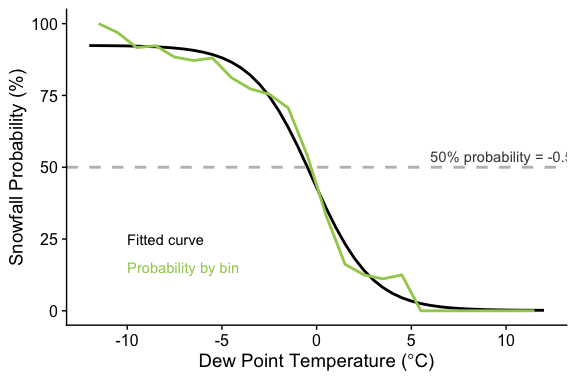 100
75
50
25
0
Snowfall Probability (%)
50% probability = -0.5
Fitted curve
Probability by bin
-10
-5
0
5
10
Dew Point Temperature (°C)